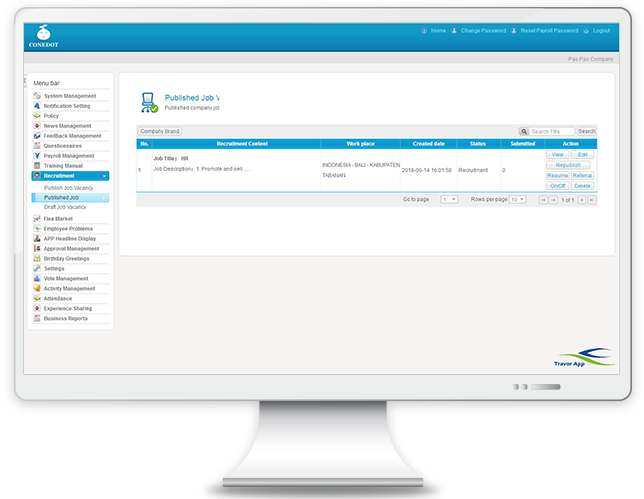 CONEDOT
Home Change Password Reset Payroll Password Logout
Pao Pao Company
Menu bar
System Management
Notification Setting
Policy
News Management
Feedback Management
Questionnaires
Payroll Management
Training Manual
Recruitment
Publish Job Vacancy
Published Job
Draft Job Vacancy
Flea Market
Employee Problems
APP Headline Display
Approval Management
Birthday Greetings
Settings
Vote Management
Activity Management
Attendance
Experience Sharing
Business Reports
Published Job V
Published company jo
Company Brand
Search Title Search
No. Recruitment Content Work place Created date Status Submitted Action
1 Job Title: HR
Job Description: 1. Promote and sell .....
INDONESIA - BALI - KABUPATEN
TABANAN
2018-06-14 16:01:58 Recruitment 0
View Edit
Republish
Resume Referral
On/Off Delete
Go to page 1 Rows per page 10 1 of 1
Travor App